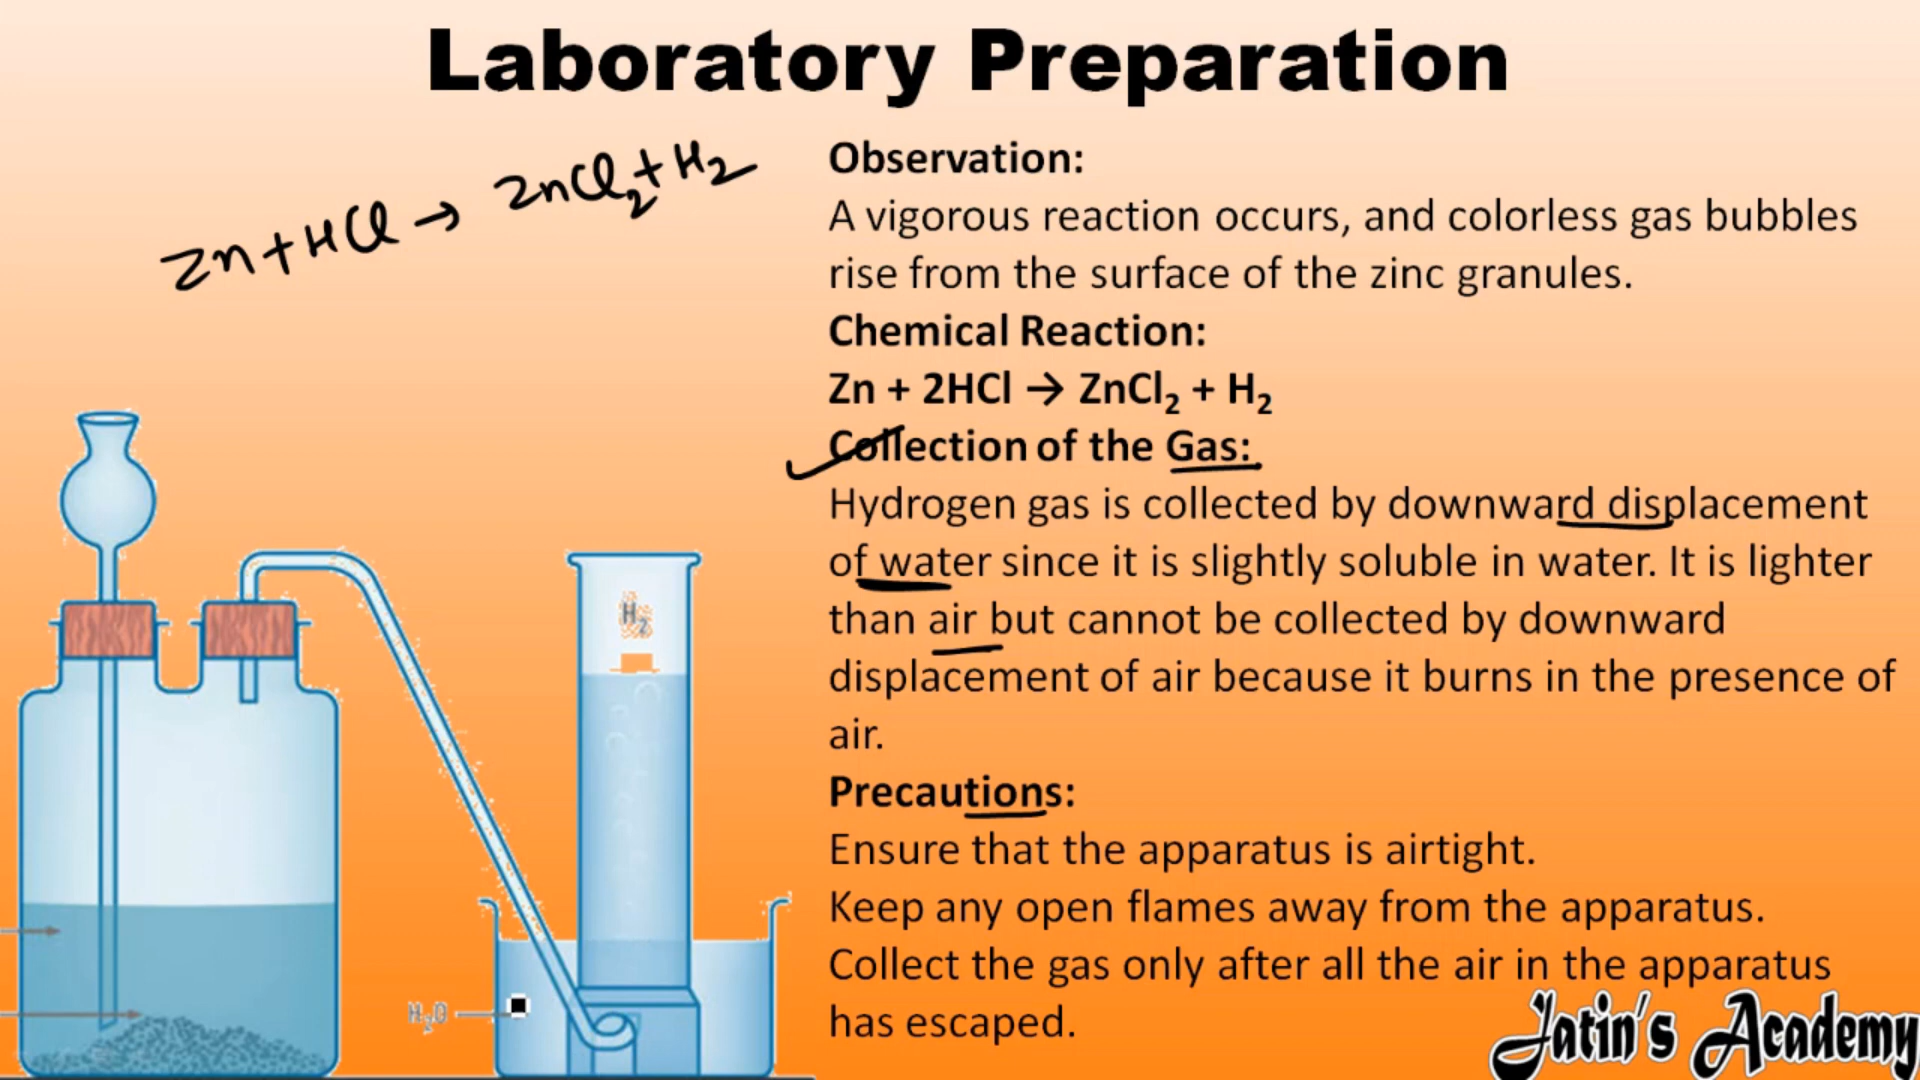 Laboratory Preparation
Zn+HCl → ZnCl₂+H₂
Observation:
A vigorous reaction occurs, and colorless gas bubbles
rise from the surface of the zinc granules.
Chemical Reaction:
Zn + 2HCl → ZnCl₂ + H₂
Collection of the Gas:
Hydrogen gas is collected by downward displacement
of water since it is slightly soluble in water. It is lighter
than air but cannot be collected by downward
displacement of air because it burns in the presence of
air.
Precautions:
Ensure that the apparatus is airtight.
Keep any open flames away from the apparatus.
Collect the gas only after all the air in the apparatus
has escaped.
H₂
H₂O
Jatin's Academy